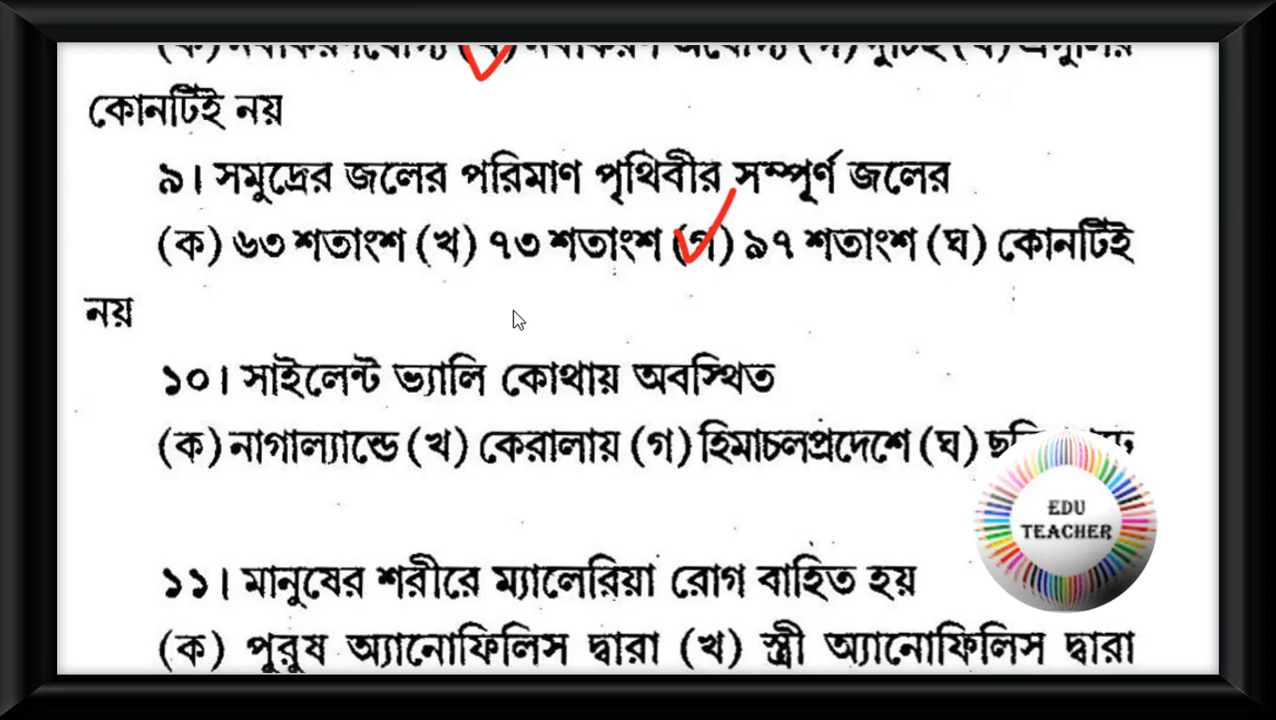 কোনটিই নয়
৯। সমুদ্রের জলের পরিমাণ পৃথিবীর সম্পূর্ণ জলের
(ক) ৬৩ শতাংশ (খ) ৭৩ শতাংশ (গ) ৯৭ শতাংশ (ঘ) কোনটিই
নয়
১০। সাইলেন্ট ভ্যালি কোথায় অবস্থিত
(ক) নাগাল্যান্ডে (খ) কেরালায় (গ) হিমাচলপ্রদেশে (ঘ)
EDU
TEACHER
১১। মানুষের শরীরে ম্যালেরিয়া রোগ বাহিত হয়
(ক) পুরুষ অ্যানোফিলিস দ্বারা (খ) স্ত্রী অ্যানোফিলিস দ্বারা